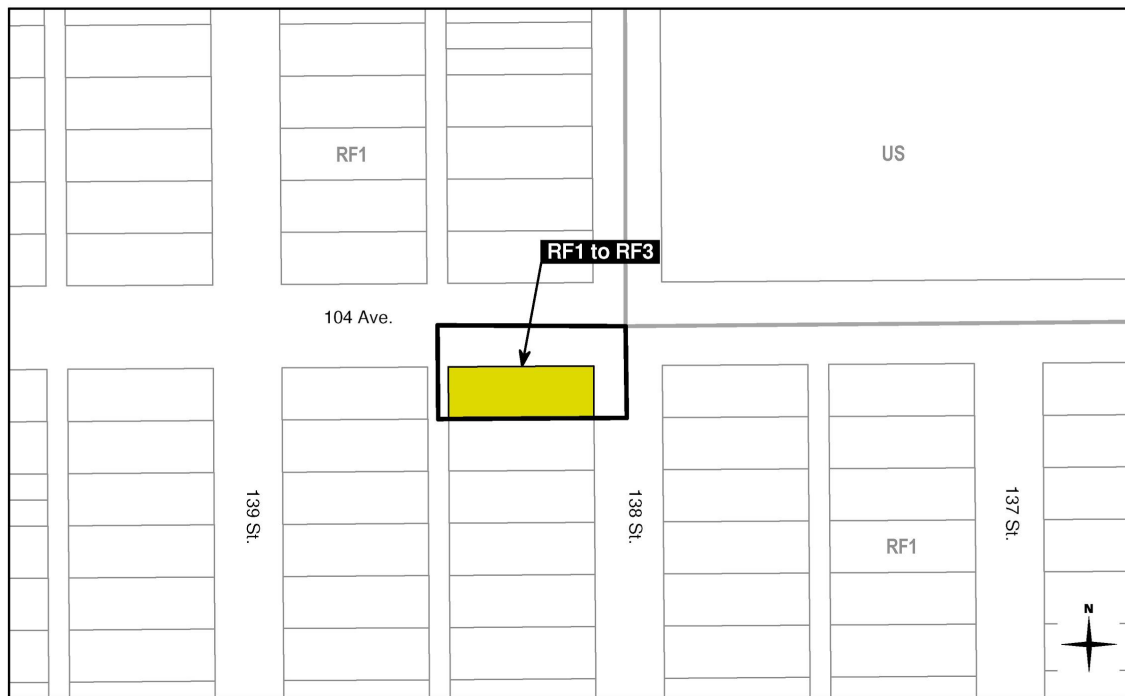 RF1
US
RF1 to RF3
104 Ave.
139 St.
138 St.
137 St.
RF1
N